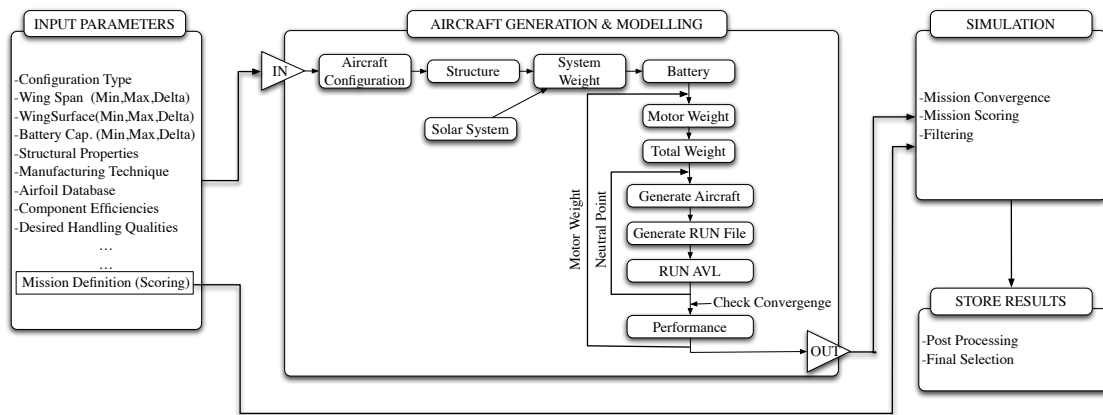 INPUT PARAMETERS
-Configuration Type
-Wing Span (Min,Max,Delta)
-WingSurface(Min,Max,Delta)
-Battery Cap. (Min,Max,Delta)
-Structural Properties
-Manufacturing Technique
-Airfoil Database
-Component Efficiencies
-Desired Handling Qualities
…
…
Mission Definition (Scoring)
AIRCRAFT GENERATION & MODELLING
IN
Aircraft
Configuration
Structure
System
Weight
Battery
Solar System
Motor Weight
Total Weight
Generate Aircraft
Generate RUN File
RUN AVL
Check Convergenge
Performance
Motor Weight
Neutral Point
OUT
SIMULATION
-Mission Convergence
-Mission Scoring
-Filtering
STORE RESULTS
-Post Processing
-Final Selection